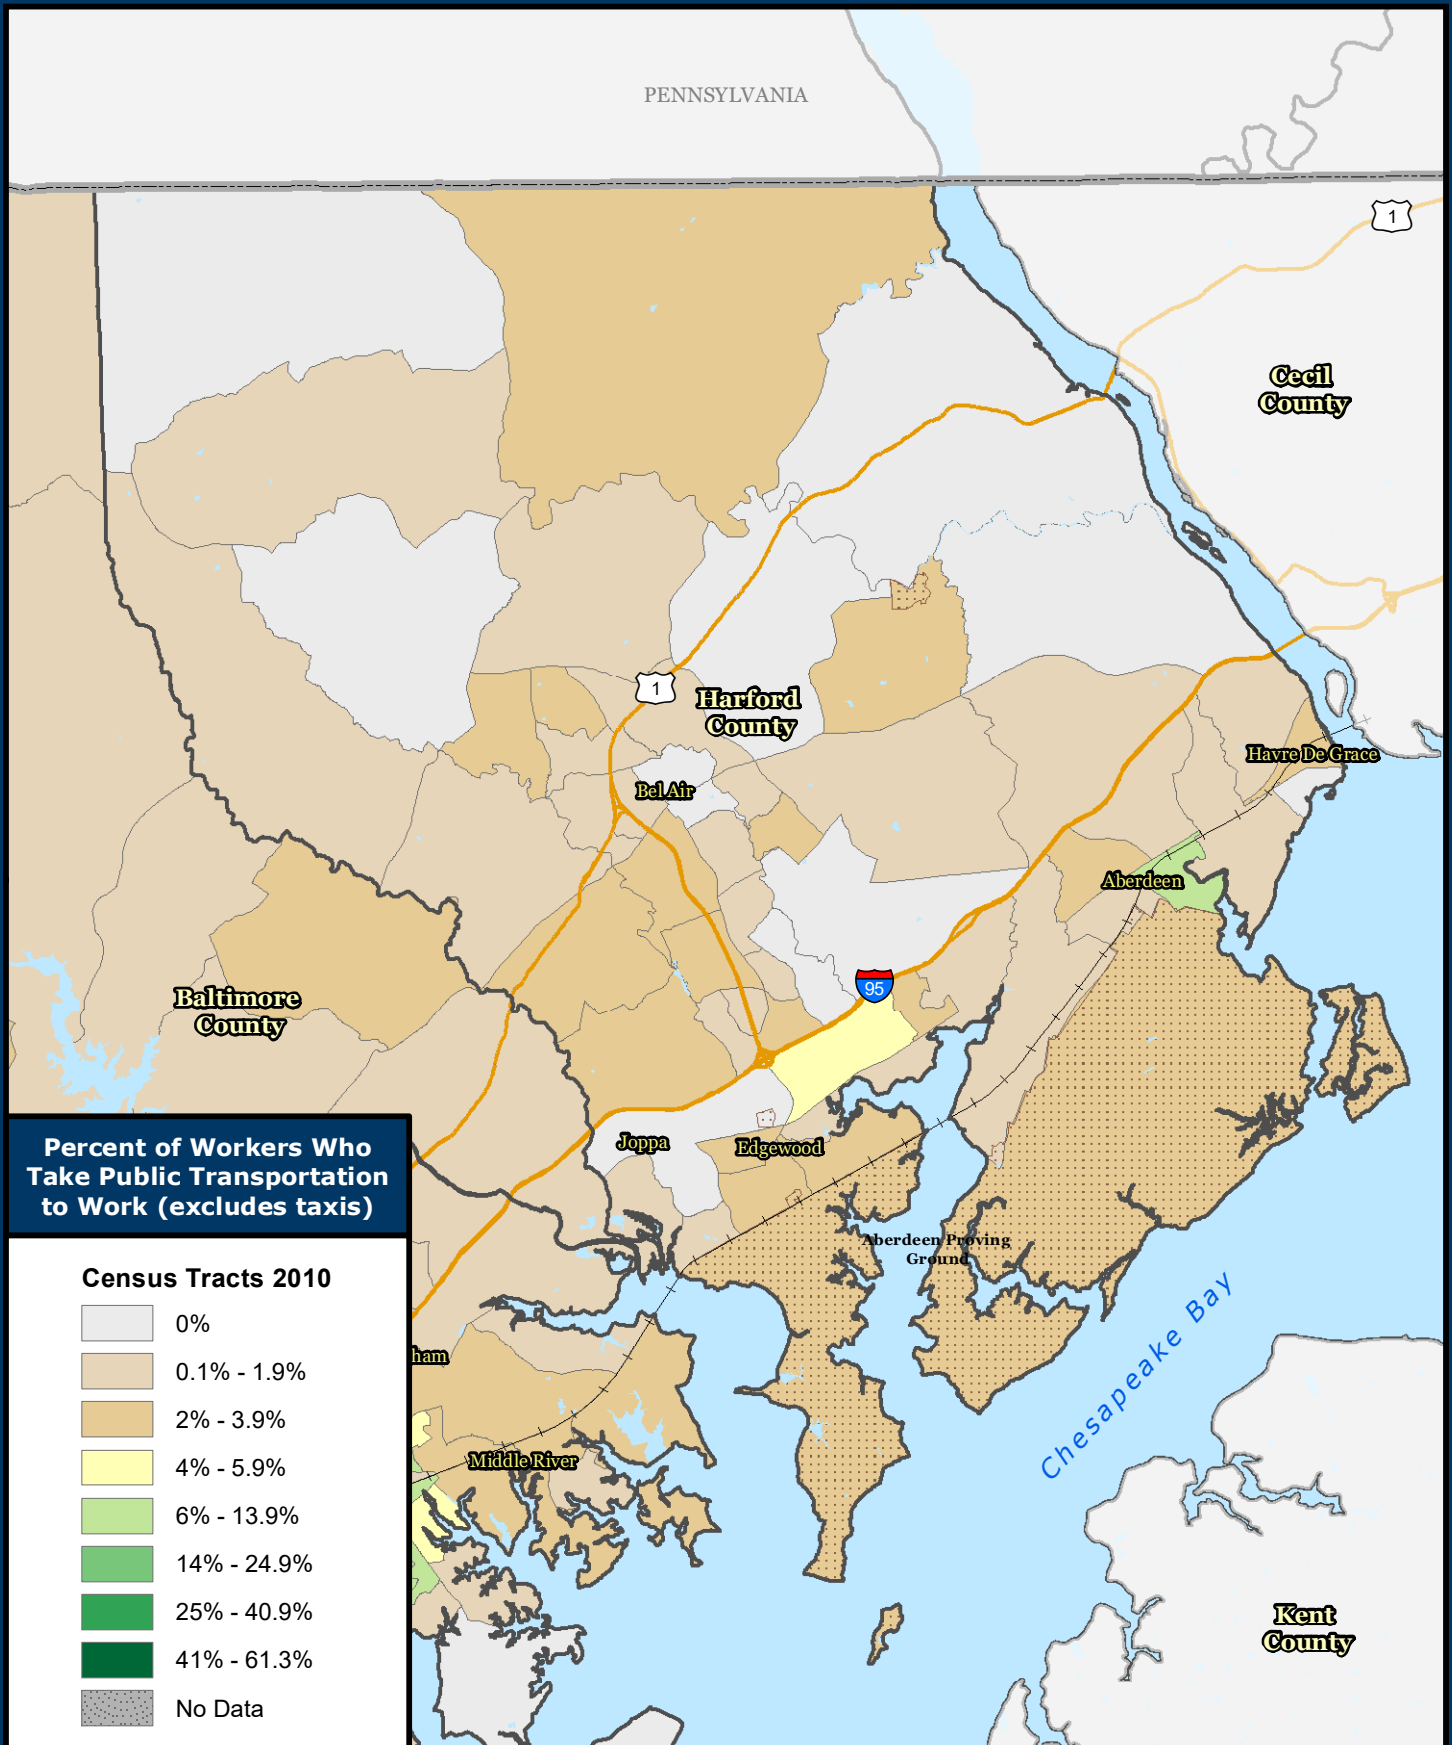 PENNSYLVANIA
1
Cecil
County
1
Harford
County
Havre De Grace
Bel Air
Aberdeen
95
Baltimore
County
Joppa
Edgewood
Aberdeen Proving
Ground
Chesapeake Bay
ham
Middle River
Kent
County
Percent of Workers Who
Take Public Transportation
to Work (excludes taxis)
Census Tracts 2010
0%
0.1% - 1.9%
2% - 3.9%
4% - 5.9%
6% - 13.9%
14% - 24.9%
25% - 40.9%
41% - 61.3%
No Data